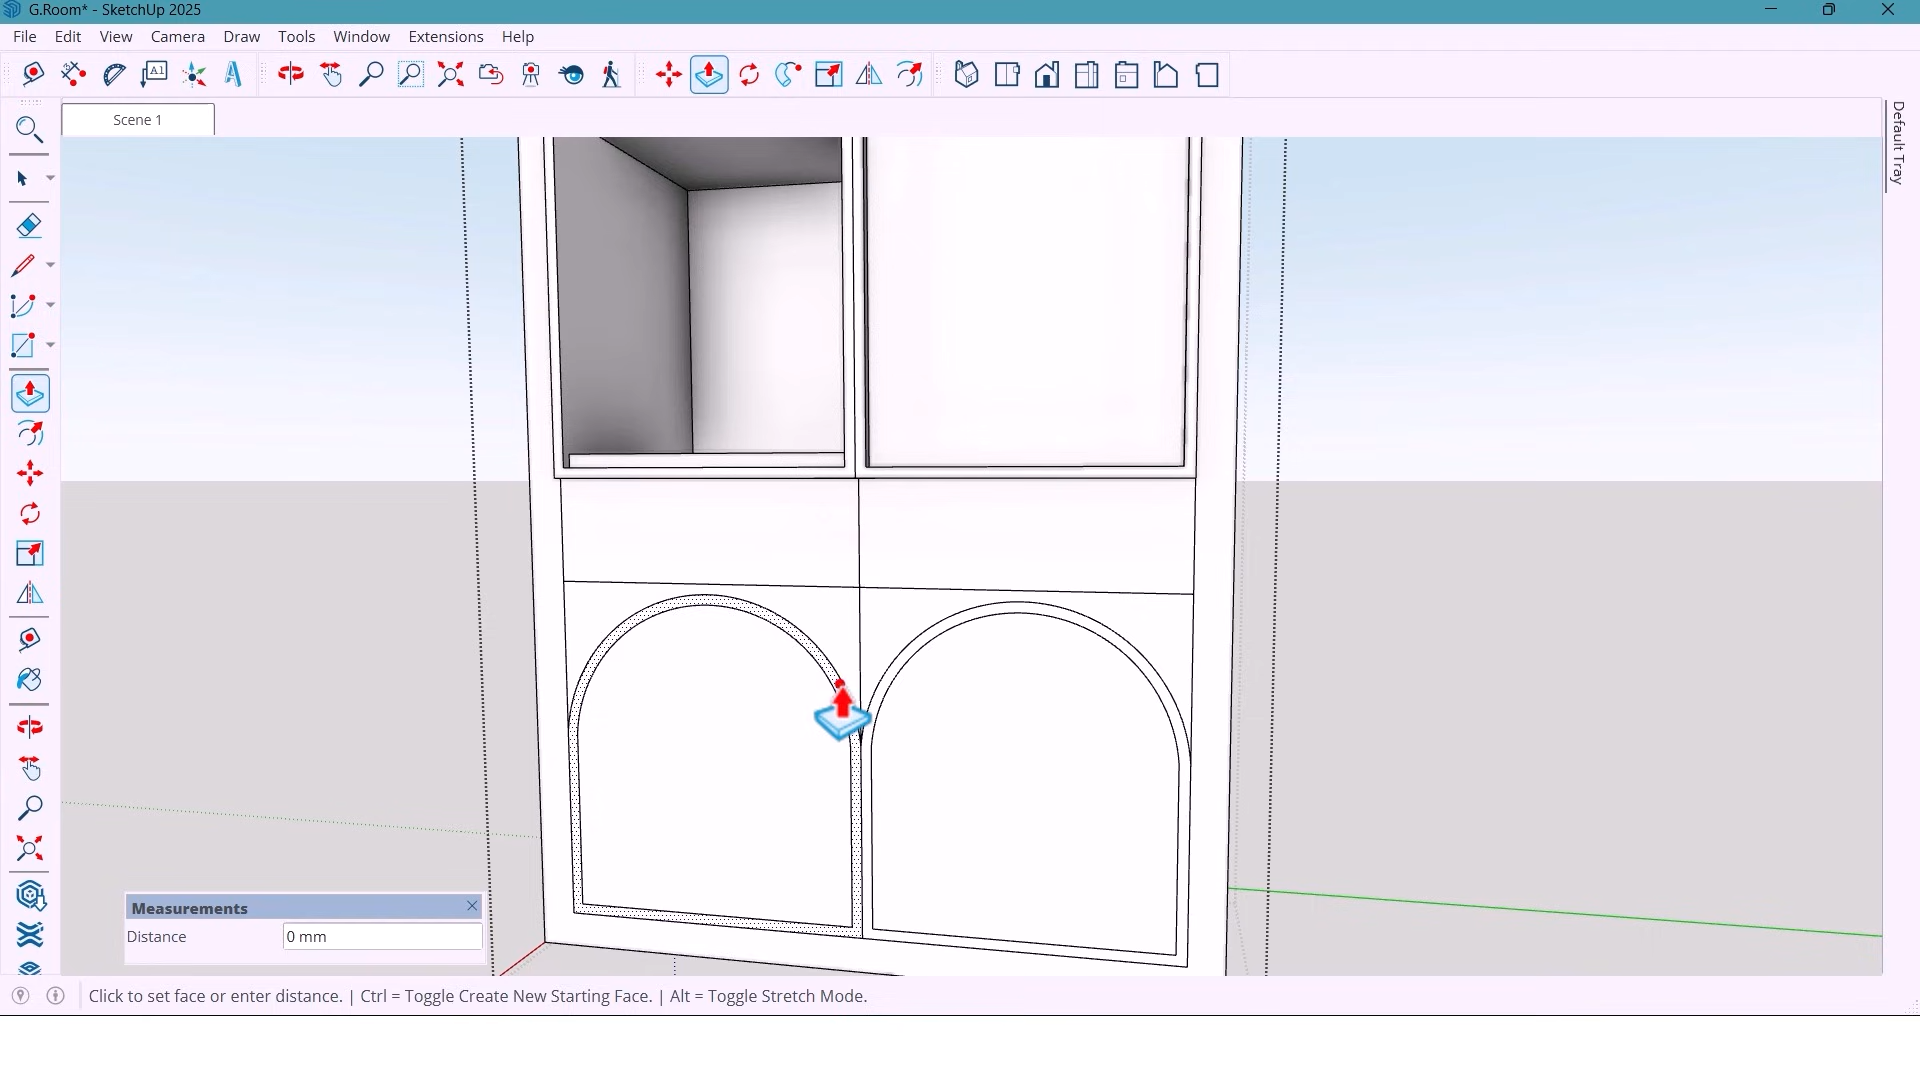 G.Room* - SketchUp 2025
File Edit View Camera Draw Tools Window Extensions Help
A1
A
Scene 1
Default Tray
Measurements
Distance 0 mm
Click to set face or enter distance. | Ctrl = Toggle Create New Starting Face. | Alt = Toggle Stretch Mode.